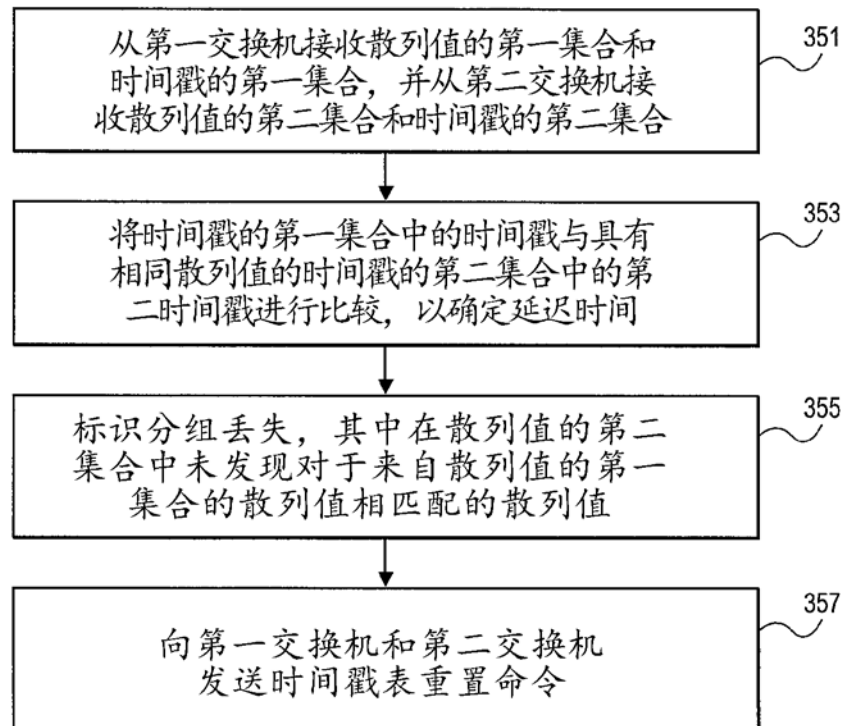 从第一交换机接收散列值的第一集合和
时间戳的第一集合，并从第二交换机接
收散列值的第二集合和时间戳的第二集合
351
将时间戳的第一集合中的时间戳与具有
相同散列值的时间戳的第二集合中的第
二时间戳进行比较，以确定延迟时间
353
标识分组丢失，其中在散列值的第二
集合中未发现对于来自散列值的第一
集合的散列值相匹配的散列值
355
向第一交换机和第二交换机
发送时间戳表重置命令
357